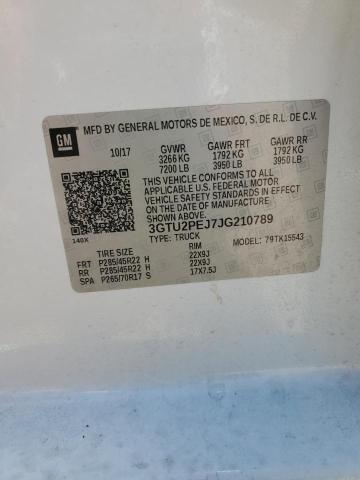 MFD BY GENERAL MOTORS DE MEXICO, S. DE R.L. DE C.V.
GM
10/17 GVWR GAWR FRT GAWR RR
3266 KG 1792 KG 1792 KG
7200 LB 3950 LB 3950 LB
THIS VEHICLE CONFORMS TO ALL
APPLICABLE U.S. FEDERAL MOTOR
VEHICLE SAFETY STANDARDS IN EFFECT
ON THE DATE OF MANUFACTURE SHOWN ABOVE.
3GTU2PEJ7JG210789
140X TYPE: TRUCK MODEL: 79TK15543
TIRE SIZE RIM
FRT P285/45R22 H 22X9J
RR P285/45R22 H 22X9J
SPA P265/70R17 S 17X7.5J